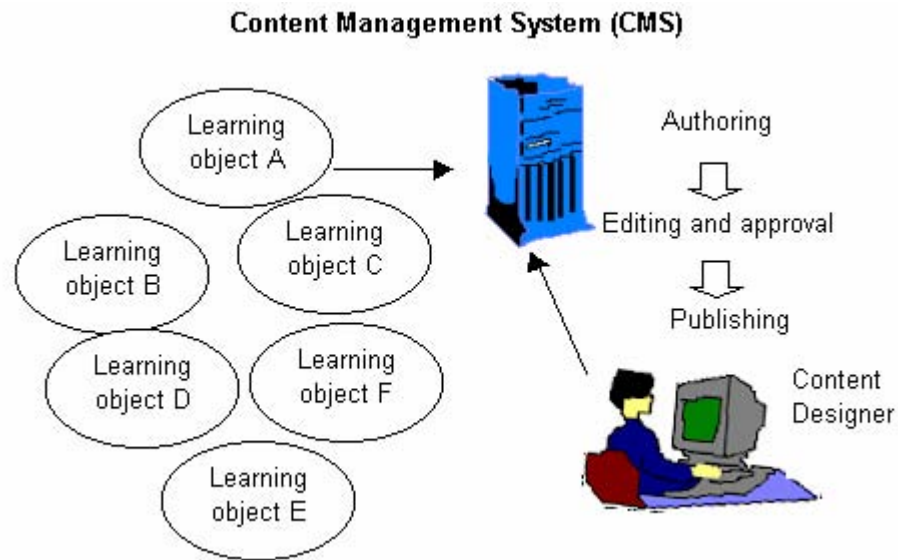 Content Management System (CMS)
Learning
object A
Learning
object B
Learning
object C
Learning
object D
Learning
object F
Learning
object E
Authoring
Editing and approval
Publishing
Content
Designer